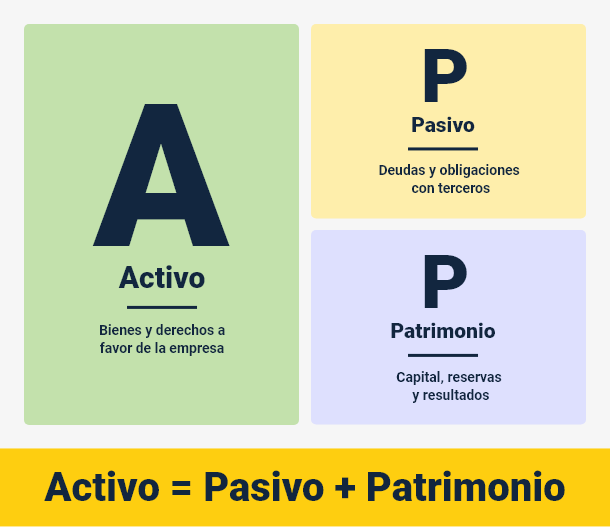 A
Activo
Bienes y derechos a
favor de la empresa
P
Pasivo
Deudas y obligaciones
con terceros
P
Patrimonio
Capital, reservas
y resultados
Activo = Pasivo + Patrimonio